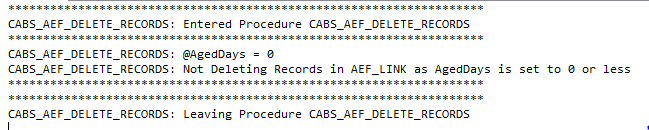 ********************************************************************
CABS_AEF_DELETE_RECORDS: Entered Procedure CABS_AEF_DELETE_RECORDS
********************************************************************
CABS_AEF_DELETE_RECORDS: @AgedDays = 0
CABS_AEF_DELETE_RECORDS: Not Deleting Records in AEF_LINK as AgedDays is set to 0 or less
********************************************************************
********************************************************************
CABS_AEF_DELETE_RECORDS: Leaving Procedure CABS_AEF_DELETE_RECORDS